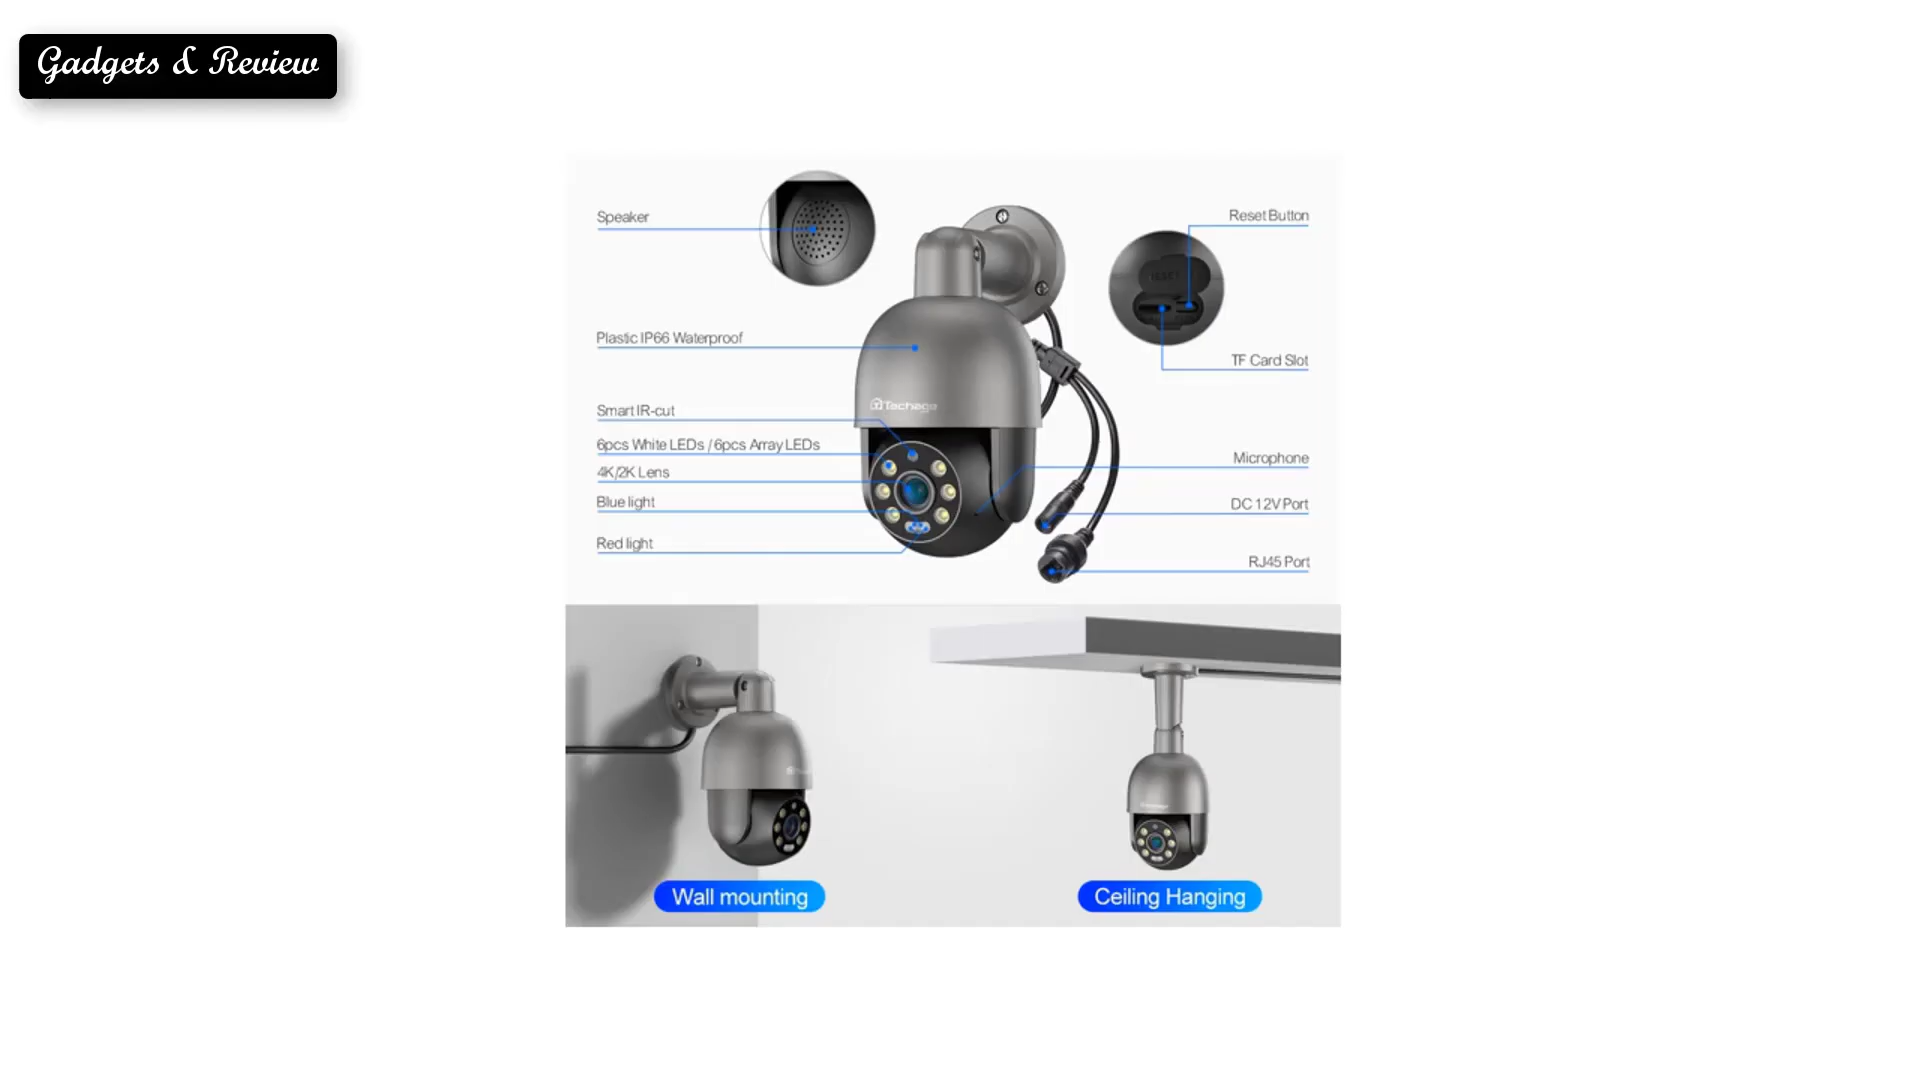 Gadgets & Review
Speaker
Reset Button
Plastic IP66 Waterproof
TF Card Slot
Techage
Smart IR-cut
6pcs White LEDs / 6pcs Array LEDs
4K/2K Lens
Microphone
Blue light
DC 12V Port
Red light
RJ45 Port
Wall mounting
Ceiling Hanging